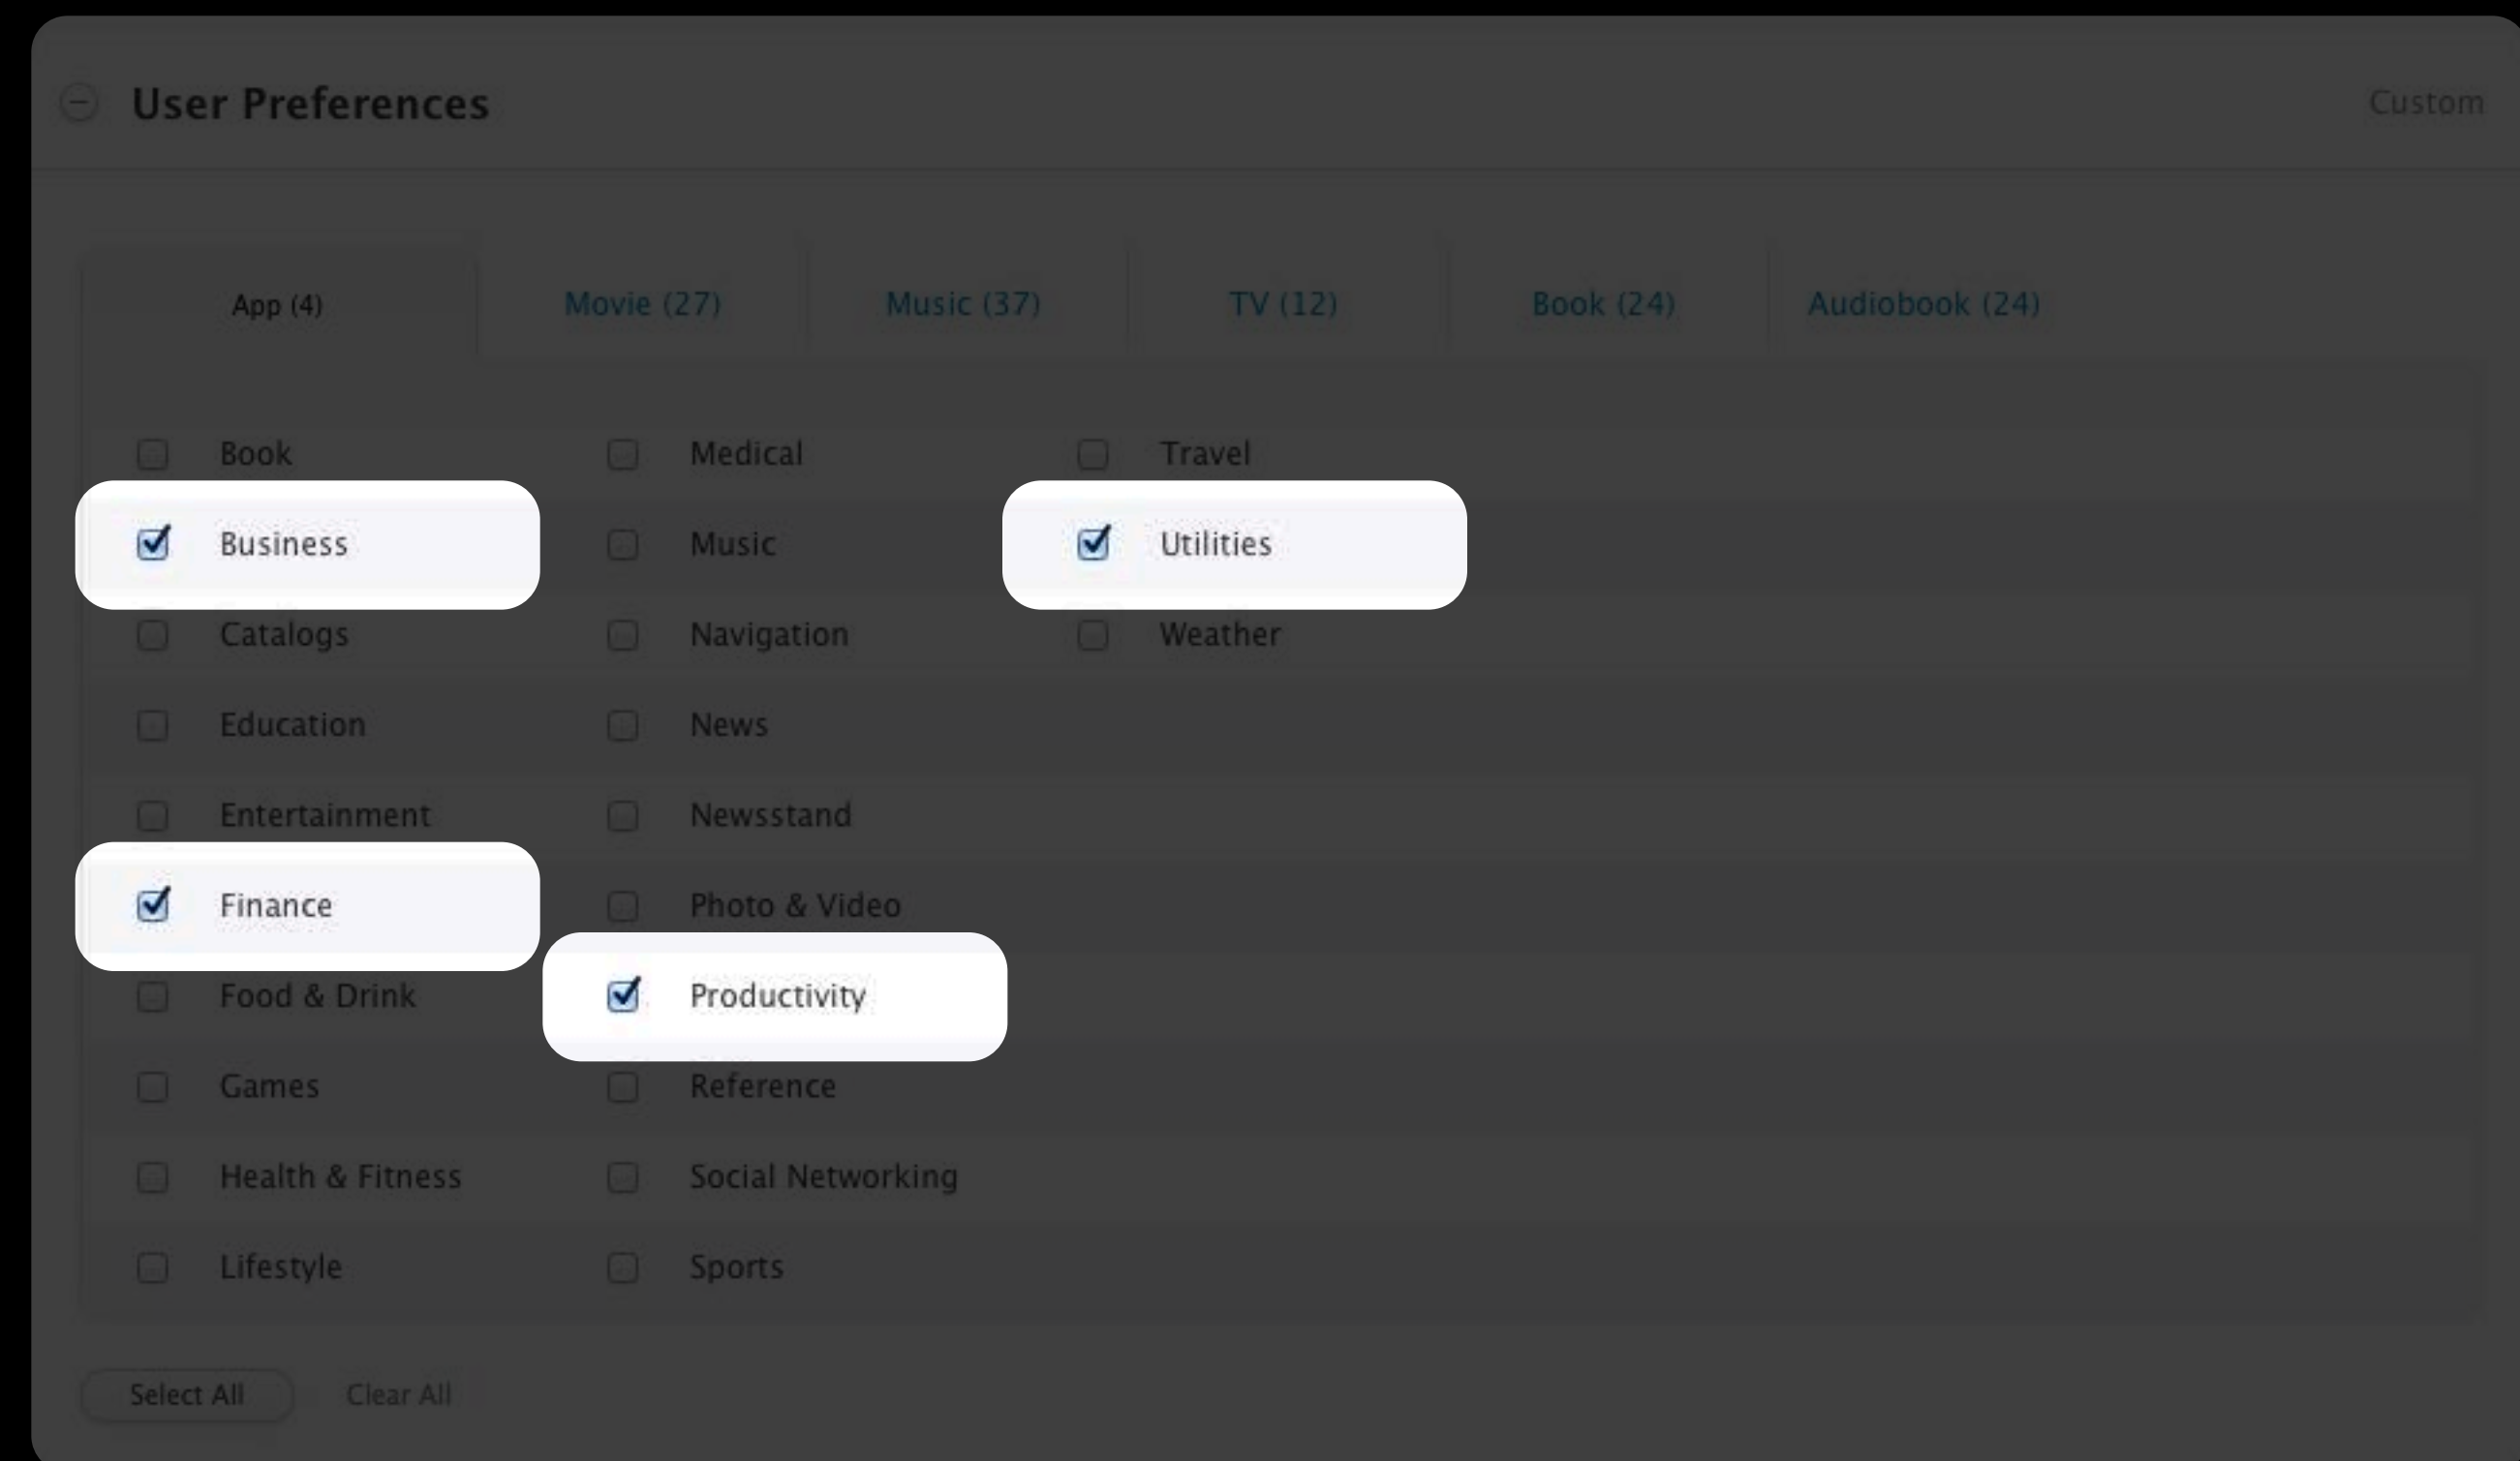 User Preferences Custom
App (4) Movie (27) Music (37) TV (12) Book (24) Audiobook (24)
Book Medical Travel
Business Music Utilities
Catalogs Navigation Weather
Education News
Entertainment Newsstand
Finance Photo & Video
Food & Drink Productivity
Games Reference
Health & Fitness Social Networking
Lifestyle Sports
Select All Clear All